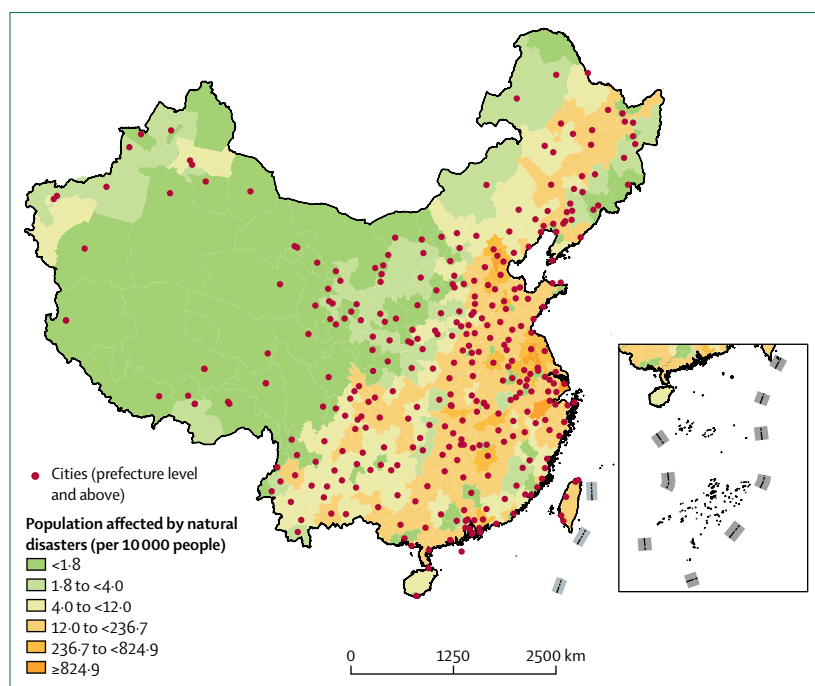 Cities (prefecture level
and above)
Population affected by natural
disasters (per 10 000 people)
<1·8
1·8 to <4·0
4·0 to <12·0
12·0 to <236·7
236·7 to <824·9
≥824·9
0 1250 2500 km